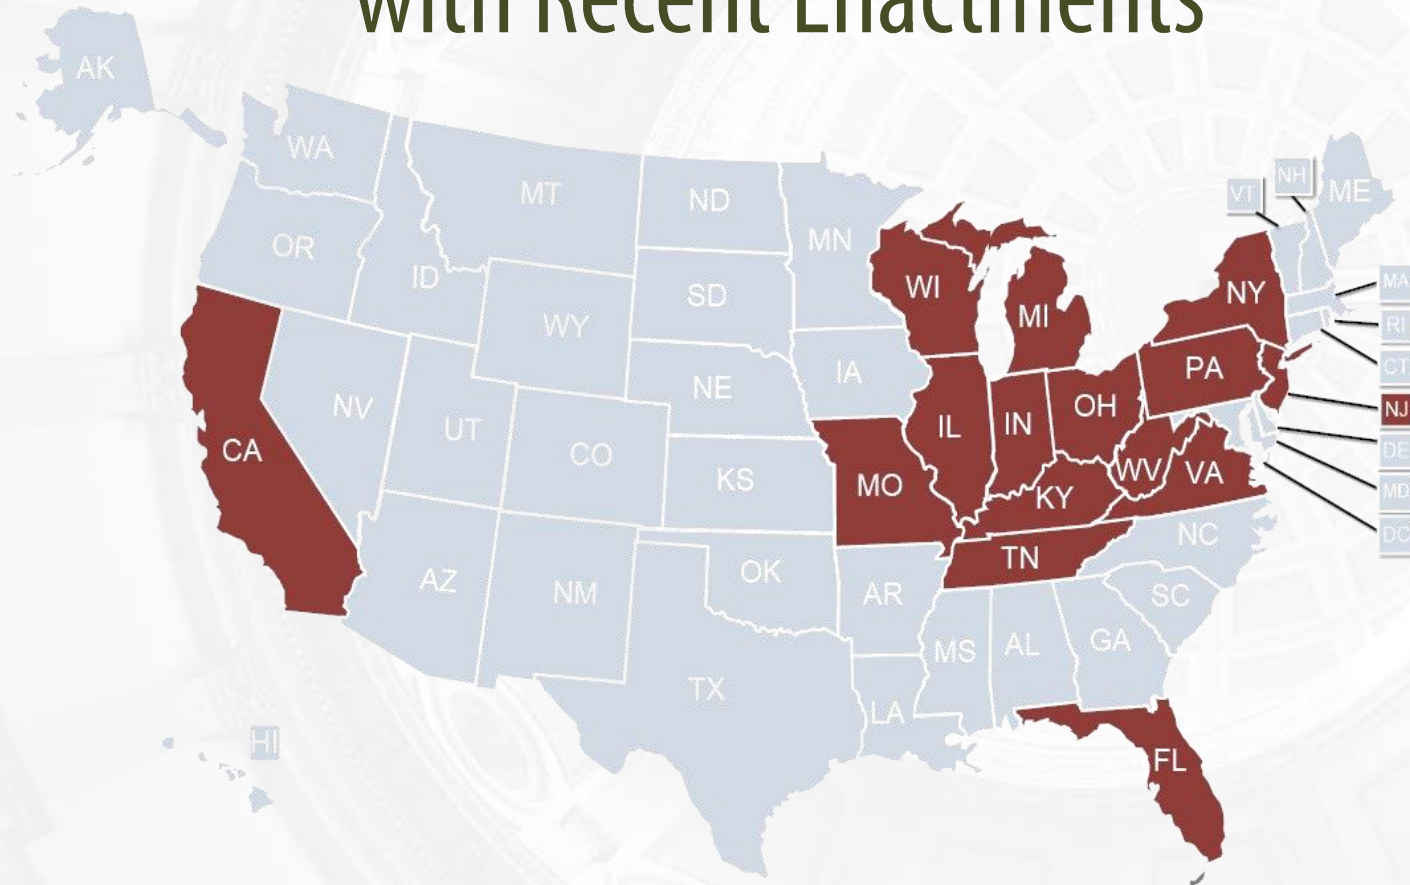 with Recent Enactments
AK
WA
MT
ND
MN
VT
NH
ME
OR
ID
SD
WI
MI
NY
MA
RI
CT
NJ
DE
MD
DC
WY
IA
NE
PA
NV
UT
CO
IL
IN
OH
CA
KS
MO
KY
WV
VA
AZ
NM
OK
AR
TN
NC
SC
TX
LA
MS
AL
GA
HI
FL